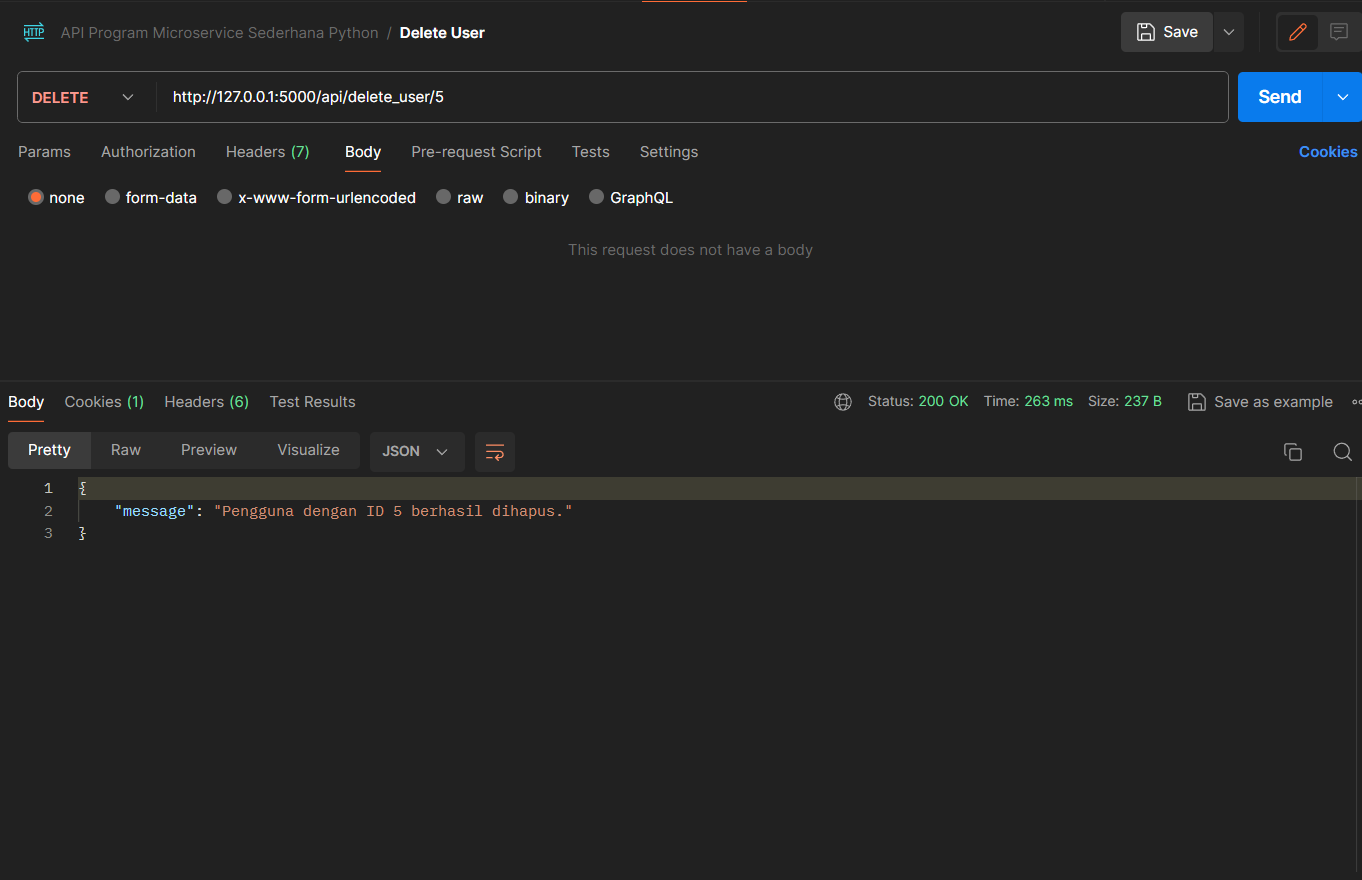 HTTP API Program Microservice Sederhana Python / Delete User Save
DELETE http://127.0.0.1:5000/api/delete_user/5 Send
Params Authorization Headers (7) Body Pre-request Script Tests Settings Cookies
none form-data x-www-form-urlencoded raw binary GraphQL
This request does not have a body
Body Cookies (1) Headers (6) Test Results Status: 200 OK Time: 263 ms Size: 237 B Save as example
Pretty Raw Preview Visualize JSON
1 {
2 "message": "Pengguna dengan ID 5 berhasil dihapus."
3 }